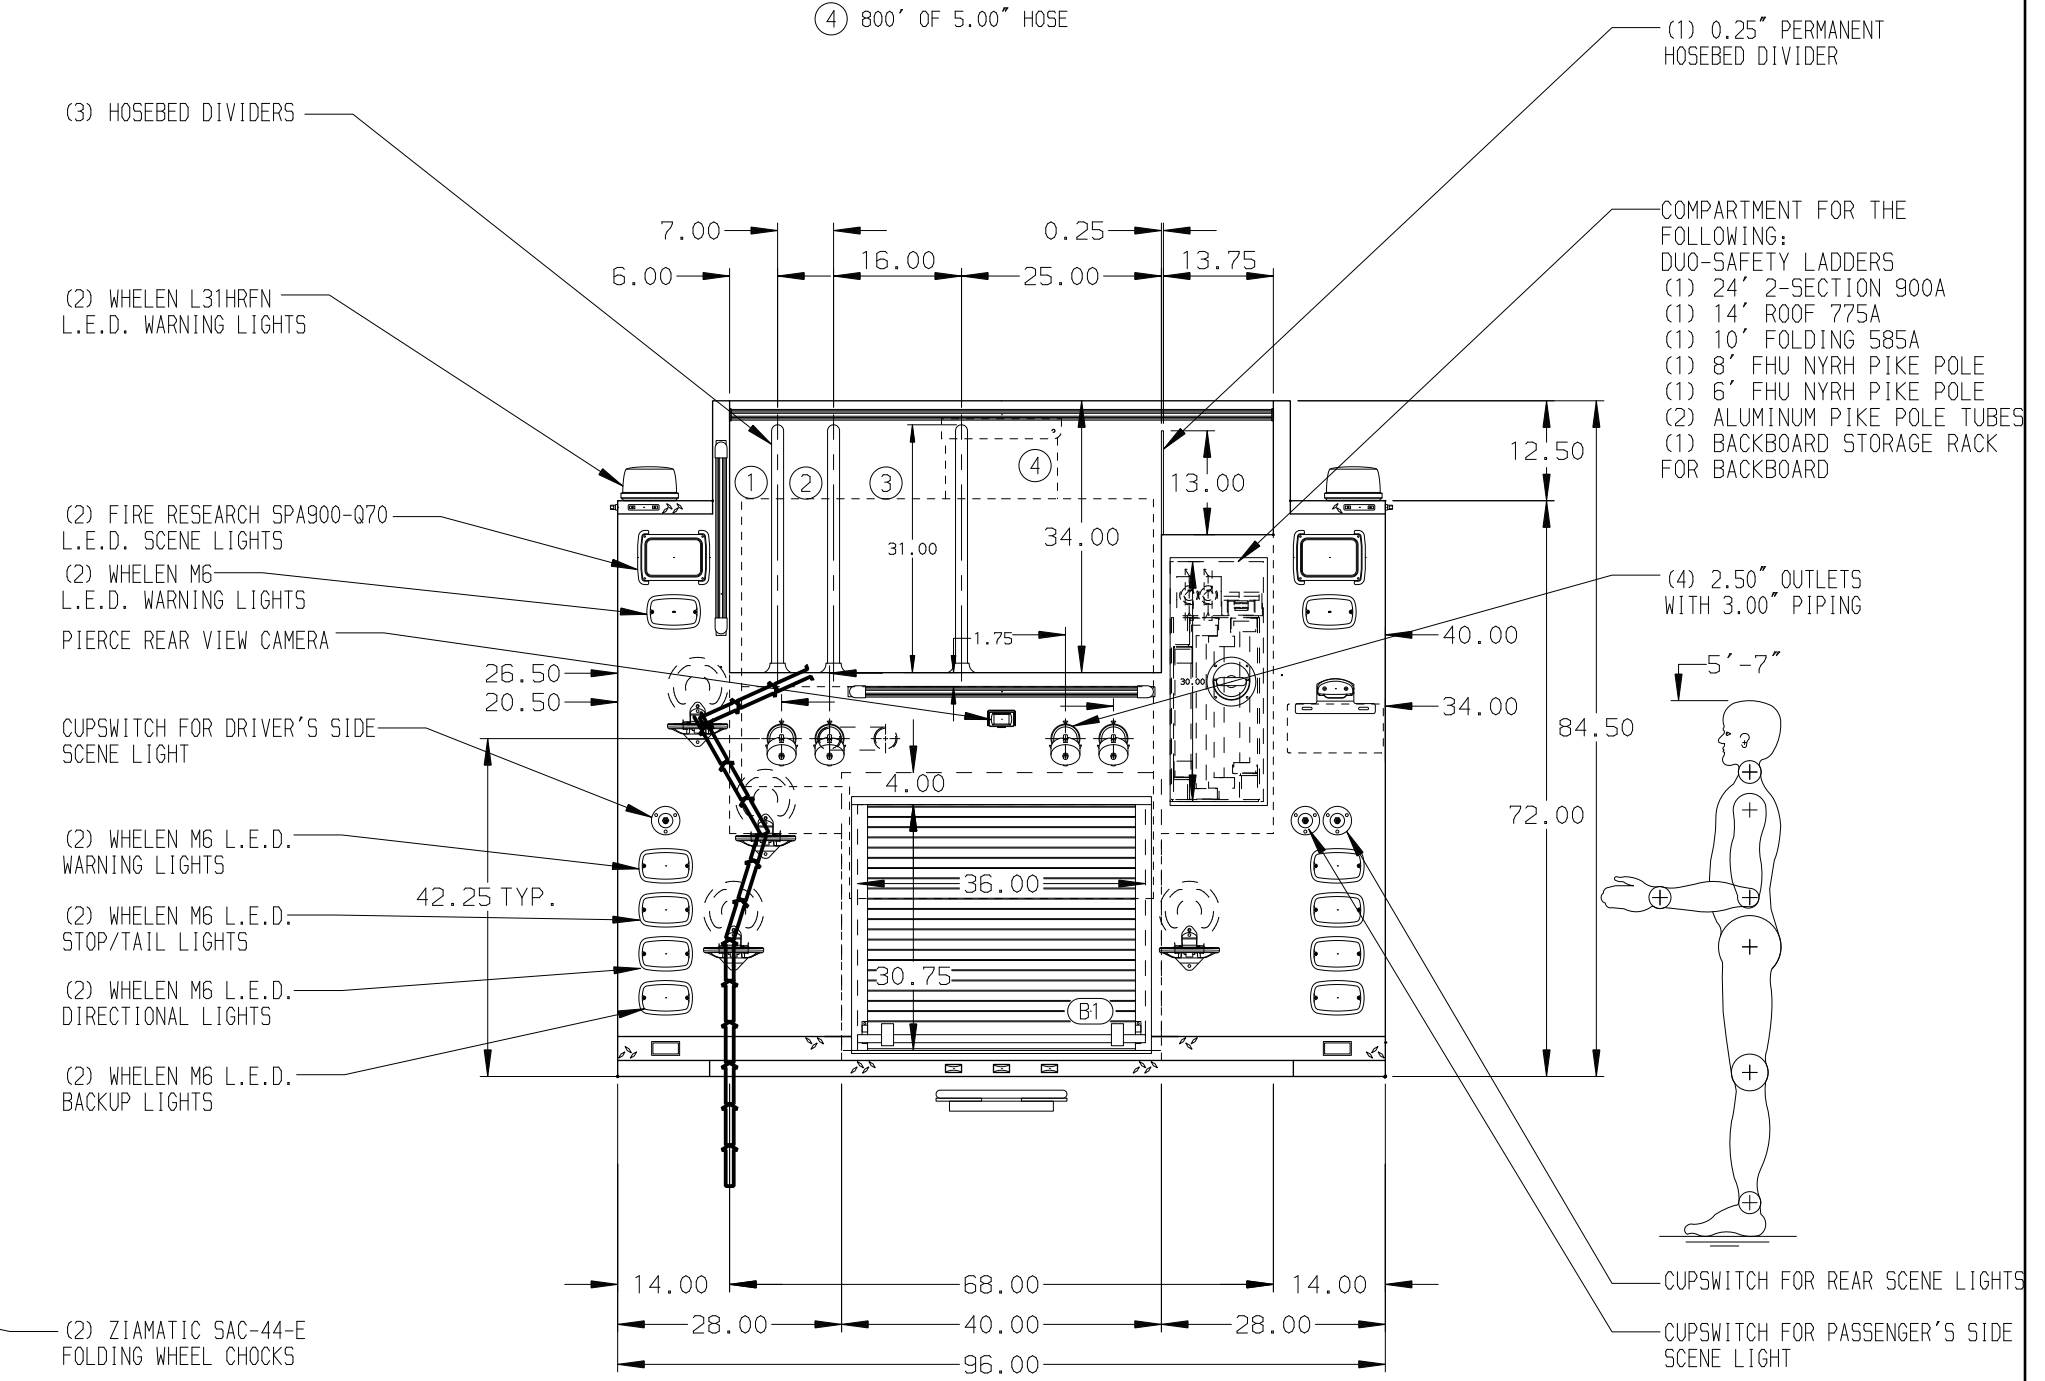 ④ 800' OF 5.00" HOSE
(1) 0.25" PERMANENT
HOSEBED DIVIDER
(3) HOSEBED DIVIDERS
COMPARTMENT FOR THE
FOLLOWING:
DUO-SAFETY LADDERS
(1) 24' 2-SECTION 900A
(1) 14' ROOF 775A
(1) 10' FOLDING 585A
(1) 8' FHU NYRH PIKE POLE
(1) 6' FHU NYRH PIKE POLE
(2) ALUMINUM PIKE POLE TUBES
(1) BACKBOARD STORAGE RACK
FOR BACKBOARD
7.00
0.25
6.00
16.00
25.00
13.75
(2) WHELEN L31HRFN
L.E.D. WARNING LIGHTS
12.50
①
②
③
④
13.00
(2) FIRE RESEARCH SPA900-Q70
L.E.D. SCENE LIGHTS
31.00
34.00
(2) WHELEN M6
L.E.D. WARNING LIGHTS
(4) 2.50" OUTLETS
WITH 3.00" PIPING
PIERCE REAR VIEW CAMERA
1.75
40.00
5'-7"
26.50
30.00
20.50
34.00
CUPSWITCH FOR DRIVER'S SIDE
SCENE LIGHT
84.50
4.00
72.00
(2) WHELEN M6 L.E.D.
WARNING LIGHTS
36.00
42.25 TYP.
(2) WHELEN M6 L.E.D.
STOP/TAIL LIGHTS
30.75
(2) WHELEN M6 L.E.D.
DIRECTIONAL LIGHTS
B1
(2) WHELEN M6 L.E.D.
BACKUP LIGHTS
14.00
68.00
14.00
CUPSWITCH FOR REAR SCENE LIGHTS
28.00
40.00
28.00
CUPSWITCH FOR PASSENGER'S SIDE
SCENE LIGHT
(2) ZIAMATIC SAC-44-E
FOLDING WHEEL CHOCKS
96.00